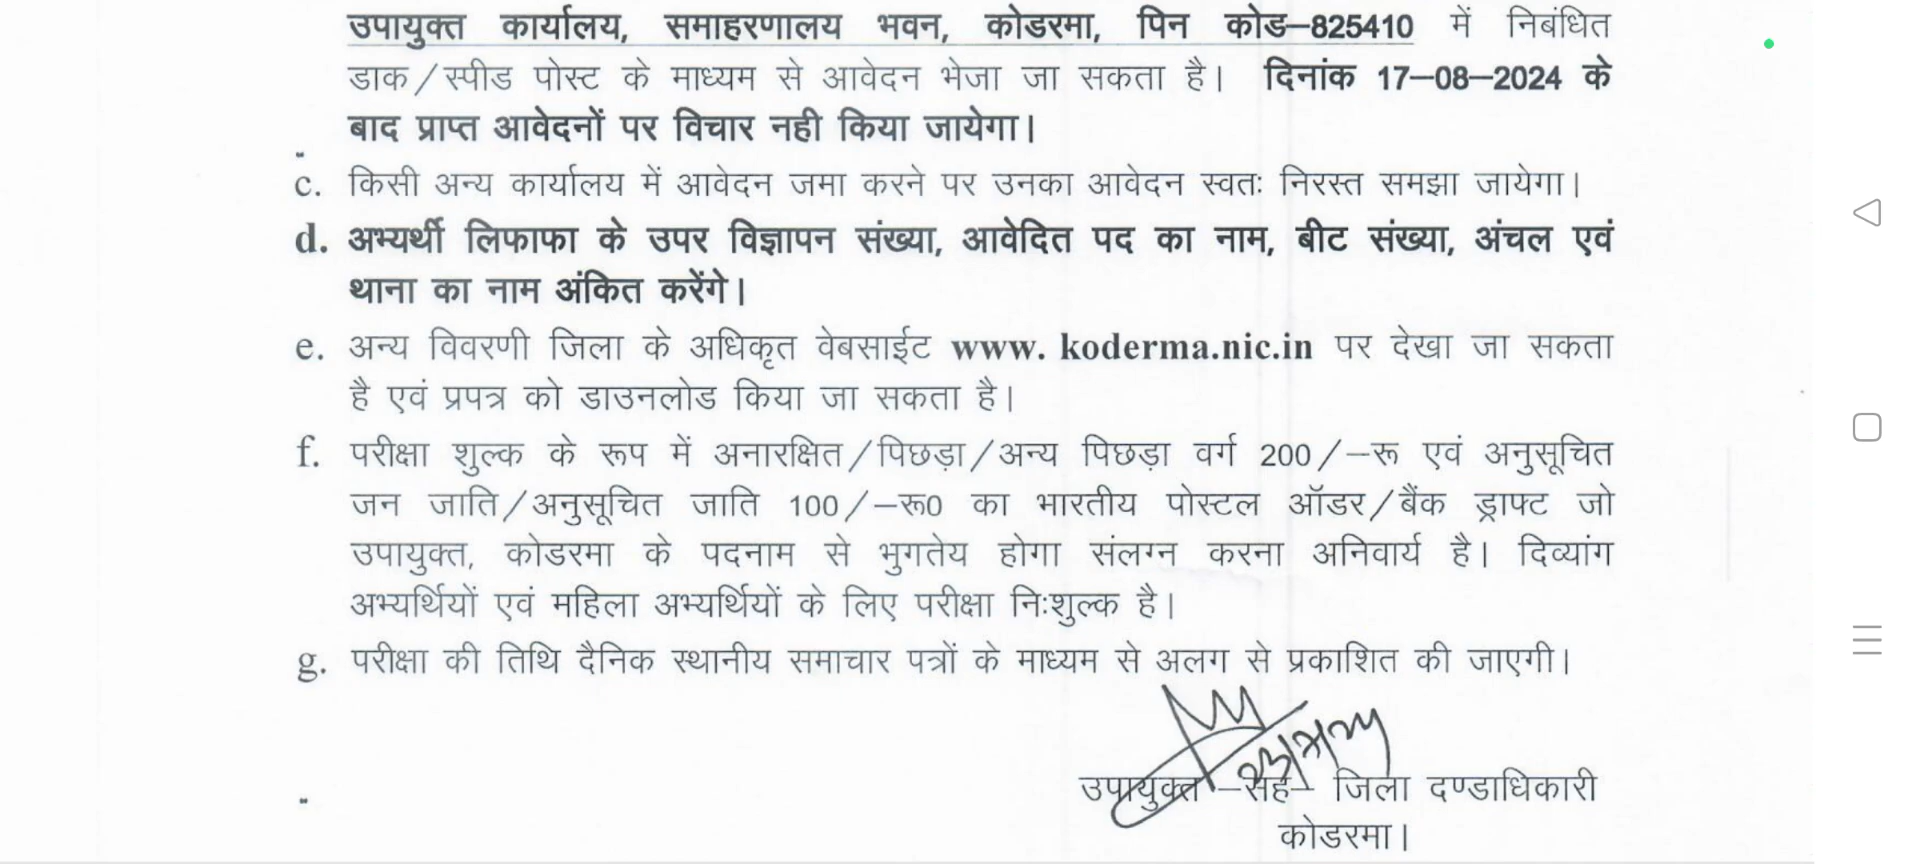 उपायुक्त कार्यालय, समाहरणालय भवन, कोडरमा, पिन कोड–825410 में निबंधित
डाक/स्पीड पोस्ट के माध्यम से आवेदन भेजा जा सकता है। दिनांक 17–08–2024 के
बाद प्राप्त आवेदनों पर विचार नही किया जायेगा।
c. किसी अन्य कार्यालय में आवेदन जमा करने पर उनका आवेदन स्वतः निरस्त समझा जायेगा।
d. अभ्यर्थी लिफाफा के उपर विज्ञापन संख्या, आवेदित पद का नाम, बीट संख्या, अंचल एवं
थाना का नाम अंकित करेंगे।
e. अन्य विवरणी जिला के अधिकृत वेबसाईट www. koderma.nic.in पर देखा जा सकता
है एवं प्रपत्र को डाउनलोड किया जा सकता है।
f. परीक्षा शुल्क के रूप में अनारक्षित/पिछड़ा/अन्य पिछड़ा वर्ग 200/–रू एवं अनुसूचित
जन जाति/अनुसूचित जाति 100/–रू0 का भारतीय पोस्टल ऑडर/बैंक ड्राफ्ट जो
उपायुक्त, कोडरमा के पदनाम से भुगतेय होगा संलग्न करना अनिवार्य है। दिव्यांग
अभ्यर्थियों एवं महिला अभ्यर्थियों के लिए परीक्षा निःशुल्क है।
g. परीक्षा की तिथि दैनिक स्थानीय समाचार पत्रों के माध्यम से अलग से प्रकाशित की जाएगी।
उपायुक्त –सह– जिला दण्डाधिकारी
कोडरमा।